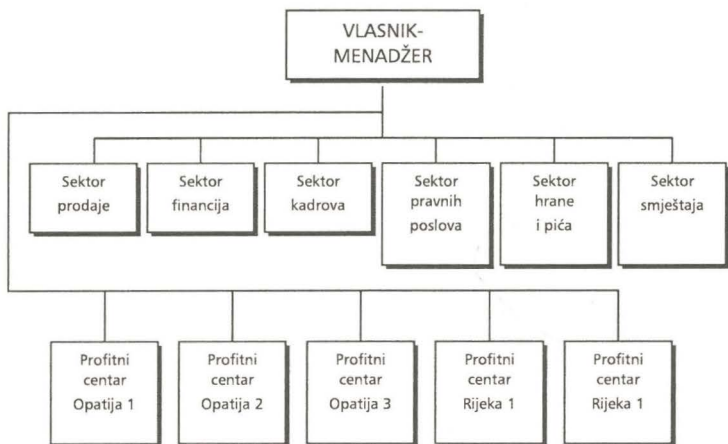 VLASNIK-
MENADŽER
Sektor
prodaje
Sektor
financija
Sektor
kadrova
Sektor
pravnih
poslova
Sektor
hrane
i pića
Sektor
smještaja
Profitni
centar
Opatija 1
Profitni
centar
Opatija 2
Profitni
centar
Opatija 3
Profitni
centar
Rijeka 1
Profitni
centar
Rijeka 1